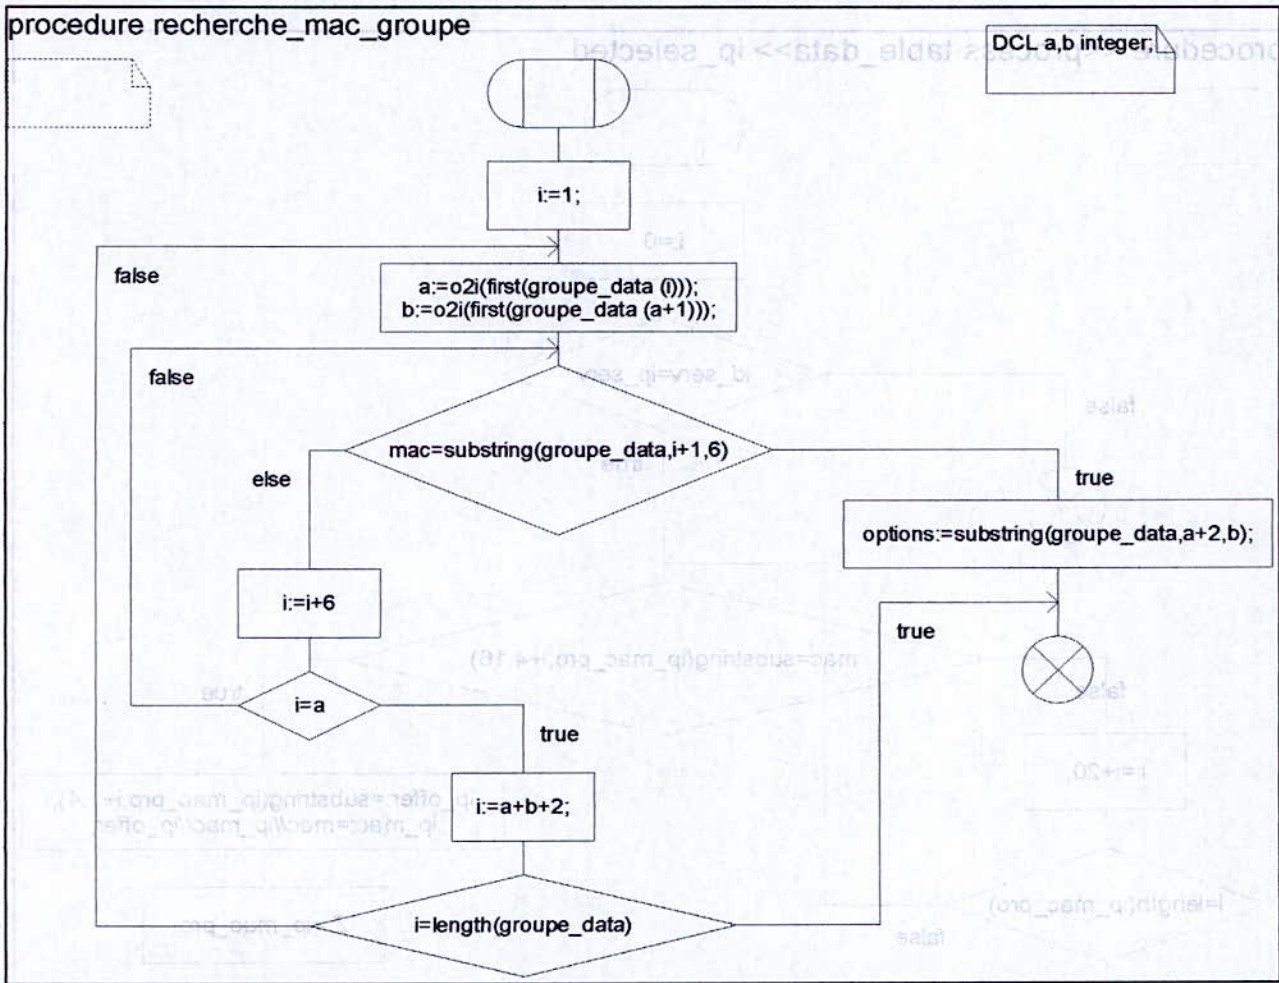 procedure recherche_mac_groupe
DCL a,b integer;
i:=1;
false
a:=o2i(first(groupe_data (i)));
b:=o2i(first(groupe_data (a+1)));
false
mac=substring(groupe_data,i+1,6)
else
true
options:=substring(groupe_data,a+2,b);
i:=i+6
true
i=a
true
i:=a+b+2;
i=length(groupe_data)